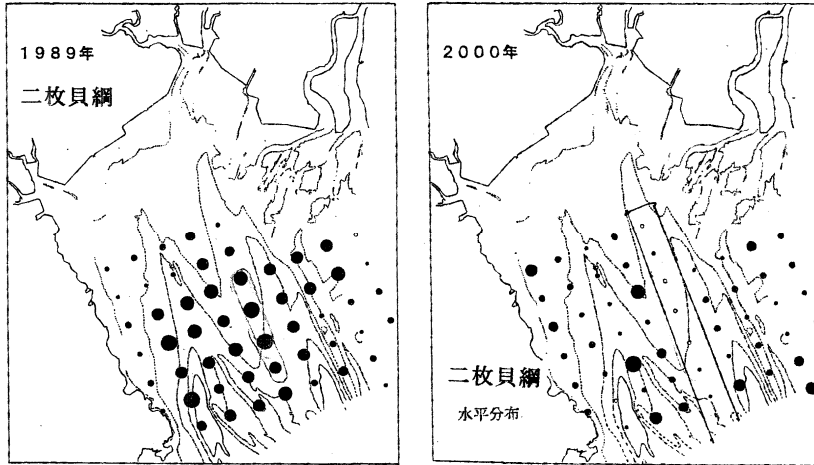 1989年
二枚貝綱
2000年
二枚貝綱
水平分布